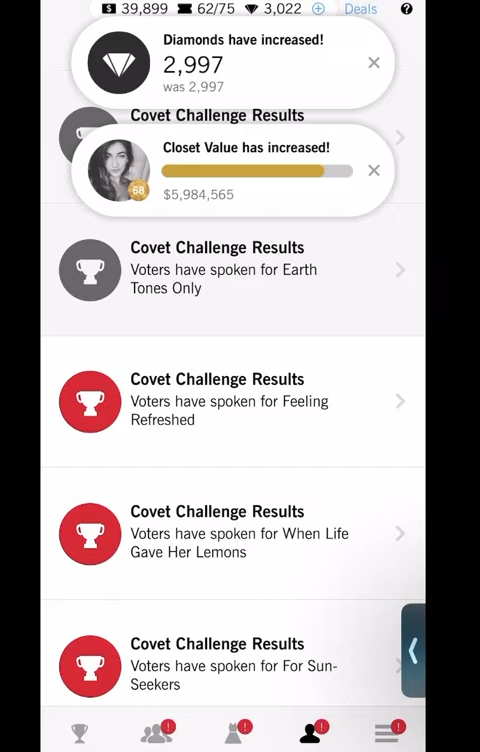 39,899 62/75 3,022 Deals ?
Diamonds have increased!
2,997
was 2,997
Covet Challenge Results
Closet Value has increased!
68
$5,984,565
Covet Challenge Results
Voters have spoken for Earth
Tones Only
Covet Challenge Results
Voters have spoken for Feeling
Refreshed
Covet Challenge Results
Voters have spoken for When Life
Gave Her Lemons
Covet Challenge Results
Voters have spoken for For Sun-
Seekers
! ! ! !